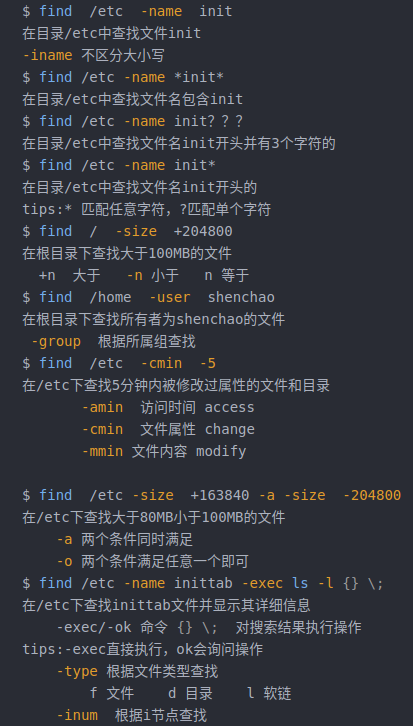 $ find  /etc  -name  init
在目录/etc中查找文件init
-iname 不区分大小写
$ find /etc -name *init*
在目录/etc中查找文件名包含init
$ find /etc -name init？？？
在目录/etc中查找文件名init开头并有3个字符的
$ find /etc -name init*
在目录/etc中查找文件名init开头的
tips:* 匹配任意字符，?匹配单个字符
$ find  /  -size  +204800
在根目录下查找大于100MB的文件
  +n  大于   -n 小于   n 等于
$ find  /home  -user  shenchao
在根目录下查找所有者为shenchao的文件
 -group  根据所属组查找
$ find  /etc  -cmin  -5
在/etc下查找5分钟内被修改过属性的文件和目录
       -amin  访问时间 access
       -cmin  文件属性 change
       -mmin 文件内容 modify
$ find  /etc -size  +163840 -a -size  -204800
在/etc下查找大于80MB小于100MB的文件
    -a 两个条件同时满足
    -o 两个条件满足任意一个即可
$ find /etc -name inittab -exec ls -l {} \;
在/etc下查找inittab文件并显示其详细信息
    -exec/-ok 命令 {} \;  对搜索结果执行操作
tips:-exec直接执行，ok会询问操作
    -type 根据文件类型查找
        f 文件    d 目录    l 软链
    -inum  根据i节点查找